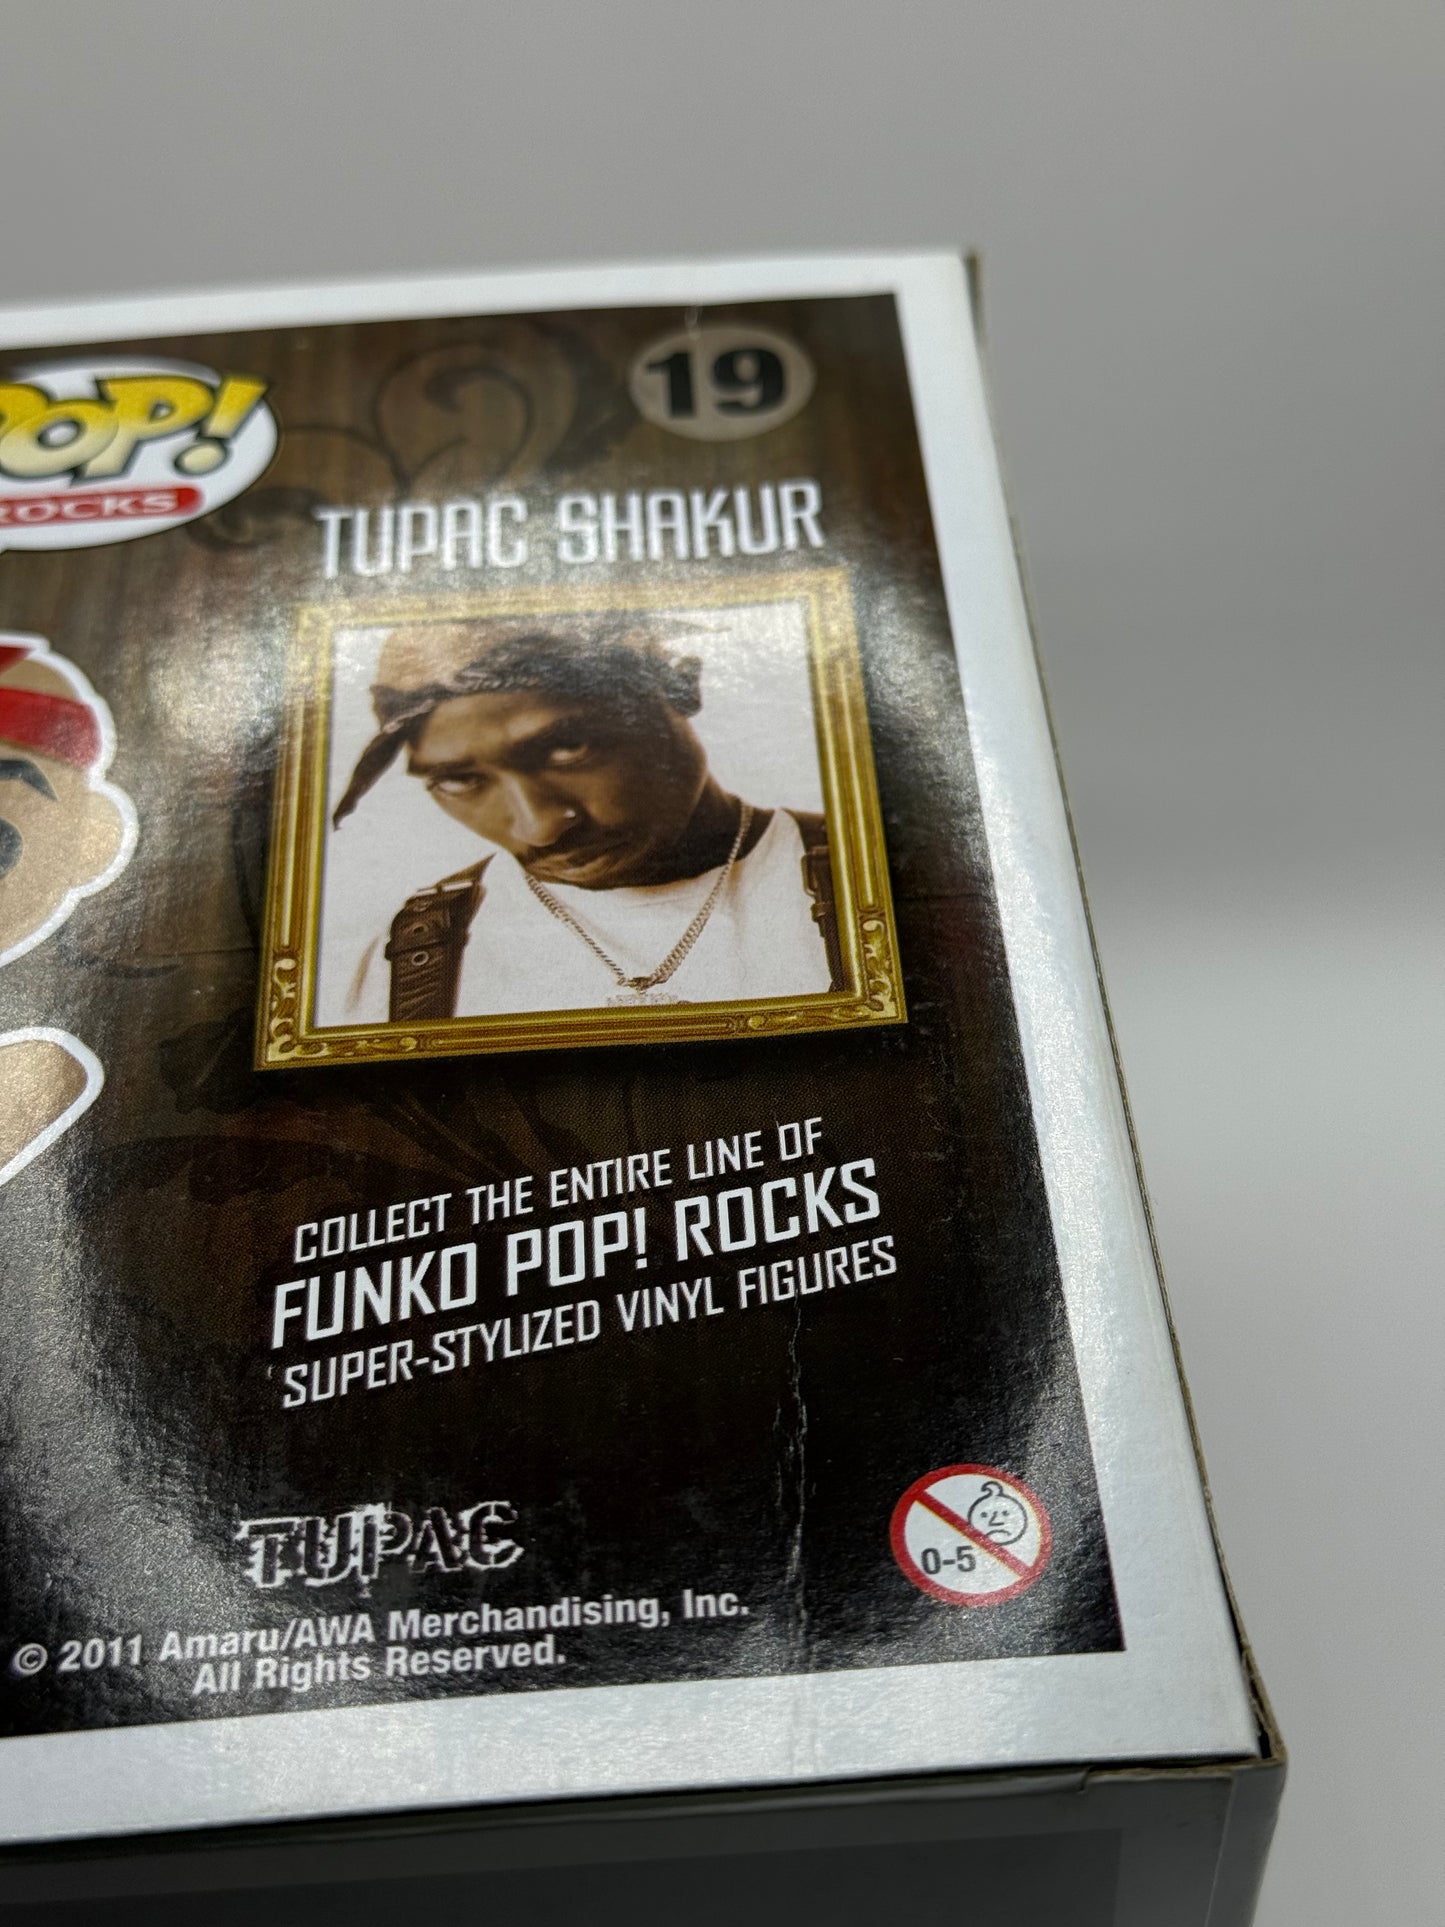 POP!
ROCKS
19
TUPAC SHAKUR
COLLECT THE ENTIRE LINE OF
FUNKO POP! ROCKS
SUPER-STYLIZED VINYL FIGURES
TUPAC
0-5
© 2011 Amaru/AWA Merchandising, Inc.
All Rights Reserved.